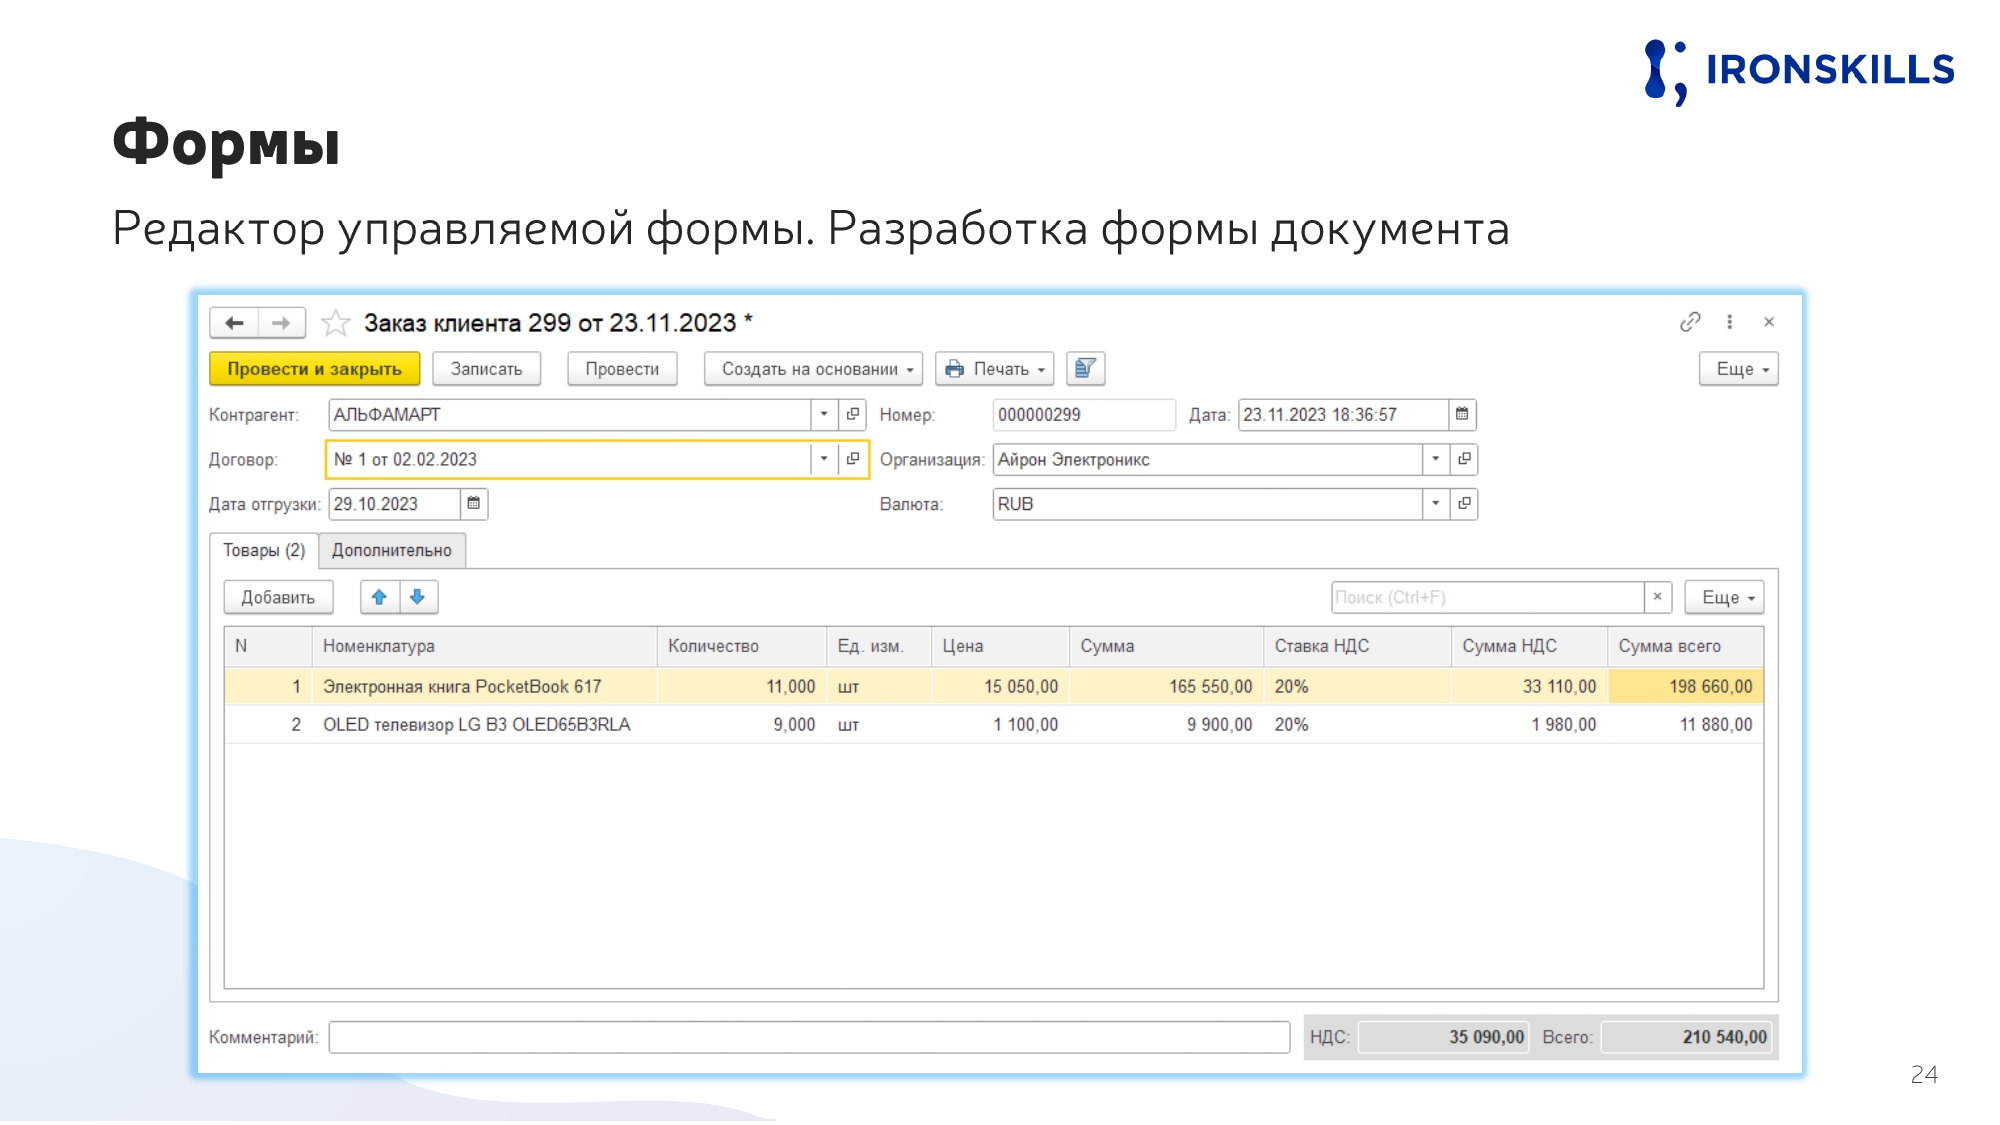 IRONSKILLS
Формы
Редактор управляемой формы. Разработка формы документа
Заказ клиента 299 от 23.11.2023 *
Провести и закрыть Записать Провести Создать на основании Печать Еще
Контрагент: АЛЬФАМАРТ Номер: 000000299 Дата: 23.11.2023 18:36:57
Договор: № 1 от 02.02.2023 Организация: Айрон Электроникс
Дата отгрузки: 29.10.2023 Валюта: RUB
Товары (2) Дополнительно
Добавить Поиск (Ctrl+F) × Еще
N Номенклатура Количество Ед. изм. Цена Сумма Ставка НДС Сумма НДС Сумма всего
1 Электронная книга PocketBook 617 11,000 шт 15 050,00 165 550,00 20% 33 110,00 198 660,00
2 OLED телевизор LG B3 OLED65B3RLA 9,000 шт 1 100,00 9 900,00 20% 1 980,00 11 880,00
Комментарий: НДС: 35 090,00 Всего: 210 540,00
24